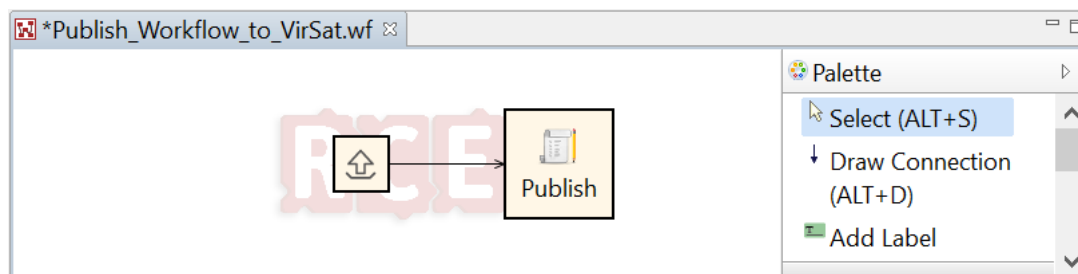 *Publish_Workflow_to_VirSat.wf
Palette
Select (ALT+S)
Draw Connection
(ALT+D)
Add Label
RCE
Publish